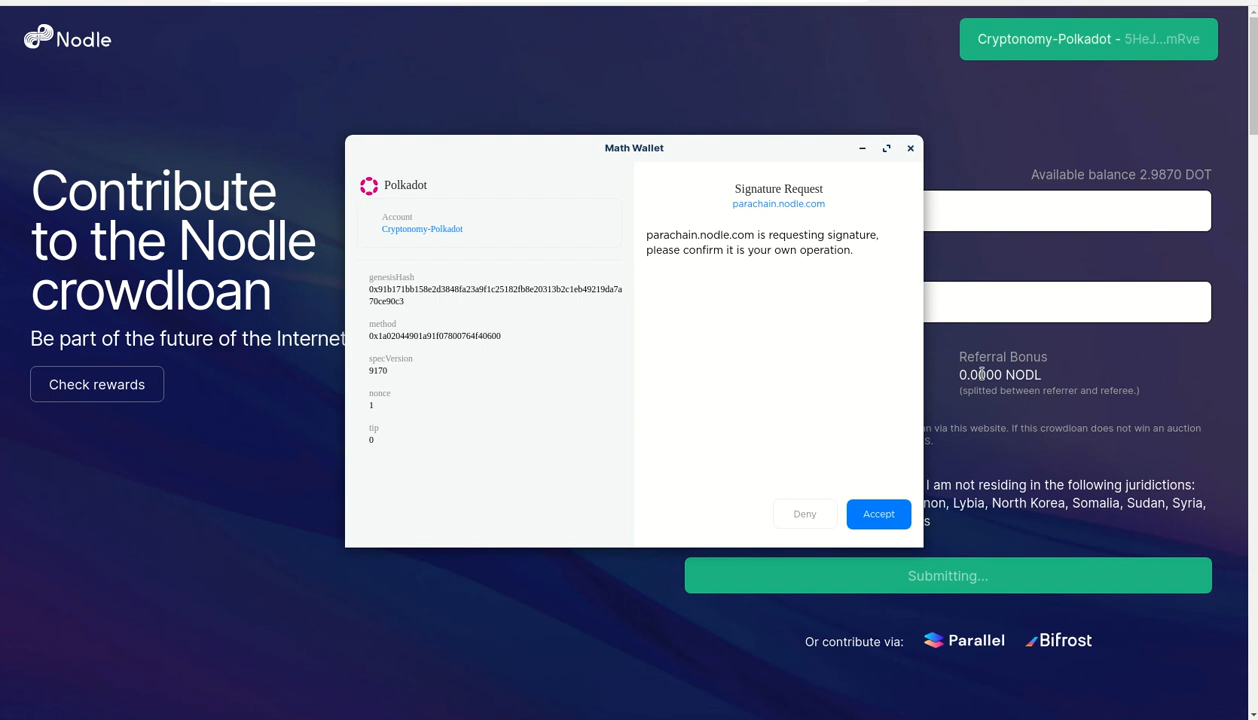 Nodle
Cryptonomy-Polkadot - 5HeJ...mRve
Contribute
to the Nodle
crowdloan
Be part of the future of the Internet
Check rewards
Math Wallet
Polkadot
Account
Cryptonomy-Polkadot
genesisHash
0x91b171bb158e2d3848fa23a9f1c25182fb8e20313b2c1eb49219da7a
70ce90c3
method
0x1a02044901a91f07800764f40600
specVersion
9170
nonce
1
tip
0
Signature Request
parachain.nodle.com
parachain.nodle.com is requesting signature,
please confirm it is your own operation.
Deny
Accept
Available balance 2.9870 DOT
Referral Bonus
0.0000 NODL
(splitted between referrer and referee.)
via this website. If this crowdloan does not win an auction
S.
I am not residing in the following juridictions:
non, Lybia, North Korea, Somalia, Sudan, Syria,
s
Submitting...
Or contribute via:
Parallel
Bifrost